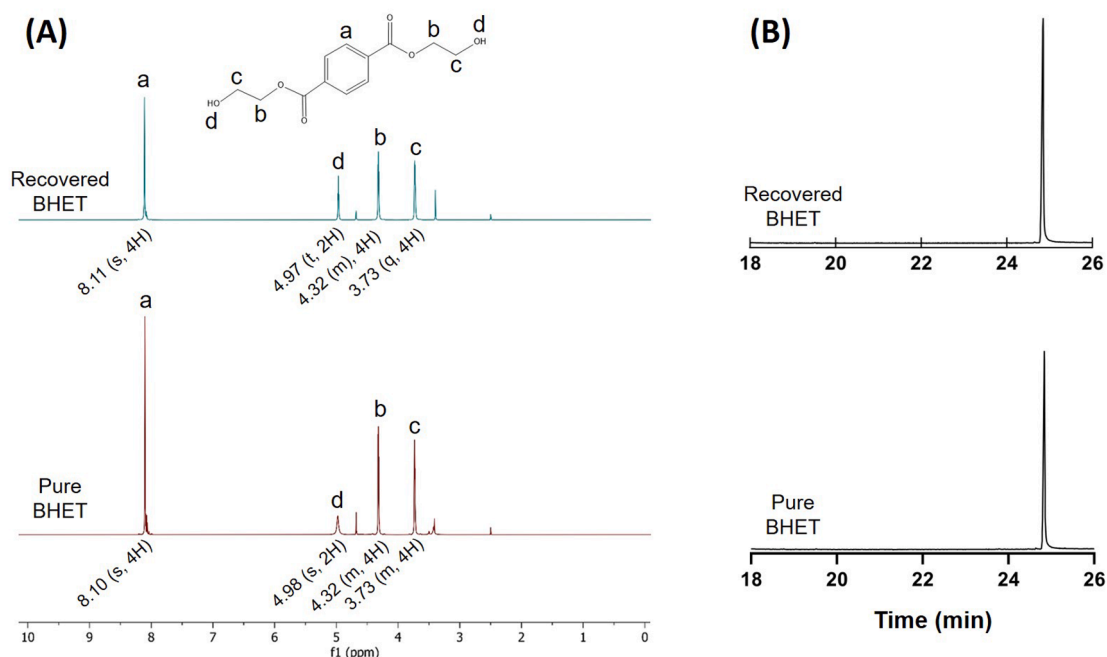 (A)
a
a
O
b
d
OH
O
c
c
O
HO
b
d
O
d
b
c
Recovered
BHET
8.11 (s, 4H)
4.97 (t, 2H)
4.32 (m), 4H)
3.73 (q, 4H)
a
b
c
d
Pure
BHET
8.10 (s, 4H)
4.98 (s, 2H)
4.32 (m, 4H)
3.73 (m, 4H)
10 9 8 7 6 5 4 3 2 1 0
f1 (ppm)
(B)
Recovered
BHET
18 20 22 24 26
Pure
BHET
18 20 22 24 26
Time (min)